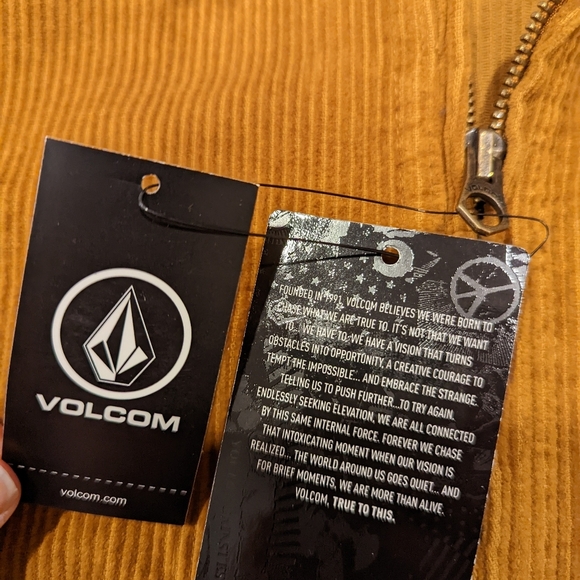 VOLCOM
volcom.com
FOUNDED IN 1991, VOLCOM BELIEVES WE WERE BORN TO
CHASE WHAT WE ARE TRUE TO. IT'S NOT THAT WE WANT
TO... WE HAVE TO. WE HAVE A VISION THAT TURNS
OBSTACLES INTO OPPORTUNITY, A CREATIVE COURAGE TO
TEMPT THE IMPOSSIBLE... AND EMBRACE THE STRANGE.
TELLING US TO PUSH FURTHER...TO TRY AGAIN.
ENDLESSLY SEEKING ELEVATION, WE ARE ALL CONNECTED
BY THIS SAME INTERNAL FORCE. FOREVER WE CHASE
THAT INTOXICATING MOMENT WHEN OUR VISION IS
REALIZED... THE WORLD AROUND US GOES QUIET... AND
FOR BRIEF MOMENTS, WE ARE MORE THAN ALIVE.
VOLCOM. TRUE TO THIS.